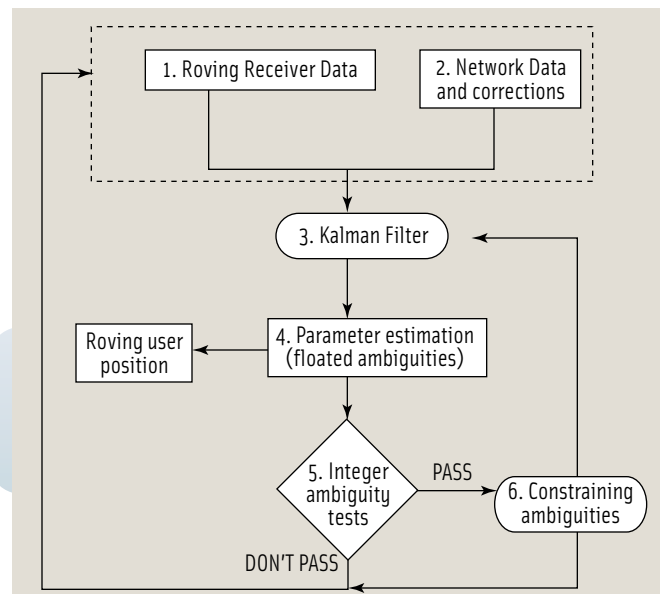 1. Roving Receiver Data
2. Network Data
and corrections
3. Kalman Filter
4. Parameter estimation
(floated ambiguities)
Roving user
position
5. Integer
ambiguity
tests
PASS
6. Constraining
ambiguities
DON'T PASS